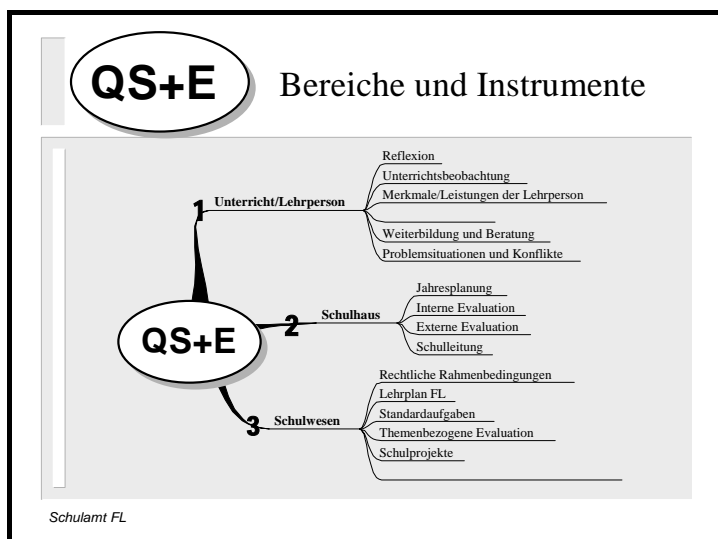 QS+E
Bereiche und Instrumente
1 Unterricht/Lehrperson
Reflexion
Unterrichtsbeobachtung
Merkmale/Leistungen der Lehrperson
Weiterbildung und Beratung
Problemsituationen und Konflikte
QS+E
2 Schulhaus
Jahresplanung
Interne Evaluation
Externe Evaluation
Schulleitung
3 Schulwesen
Rechtliche Rahmenbedingungen
Lehrplan FL
Standardaufgaben
Themenbezogene Evaluation
Schulprojekte
Schulamt FL